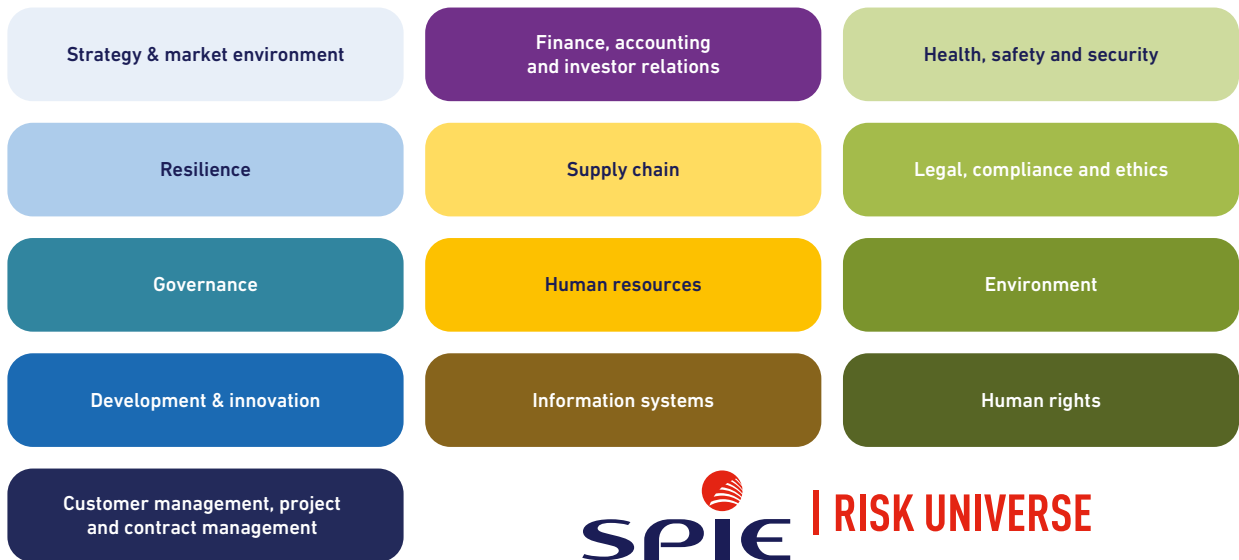 Strategy & market environment
Finance, accounting
and investor relations
Health, safety and security
Resilience
Supply chain
Legal, compliance and ethics
Governance
Human resources
Environment
Development & innovation
Information systems
Human rights
Customer management, project
and contract management
SPIE
RISK UNIVERSE